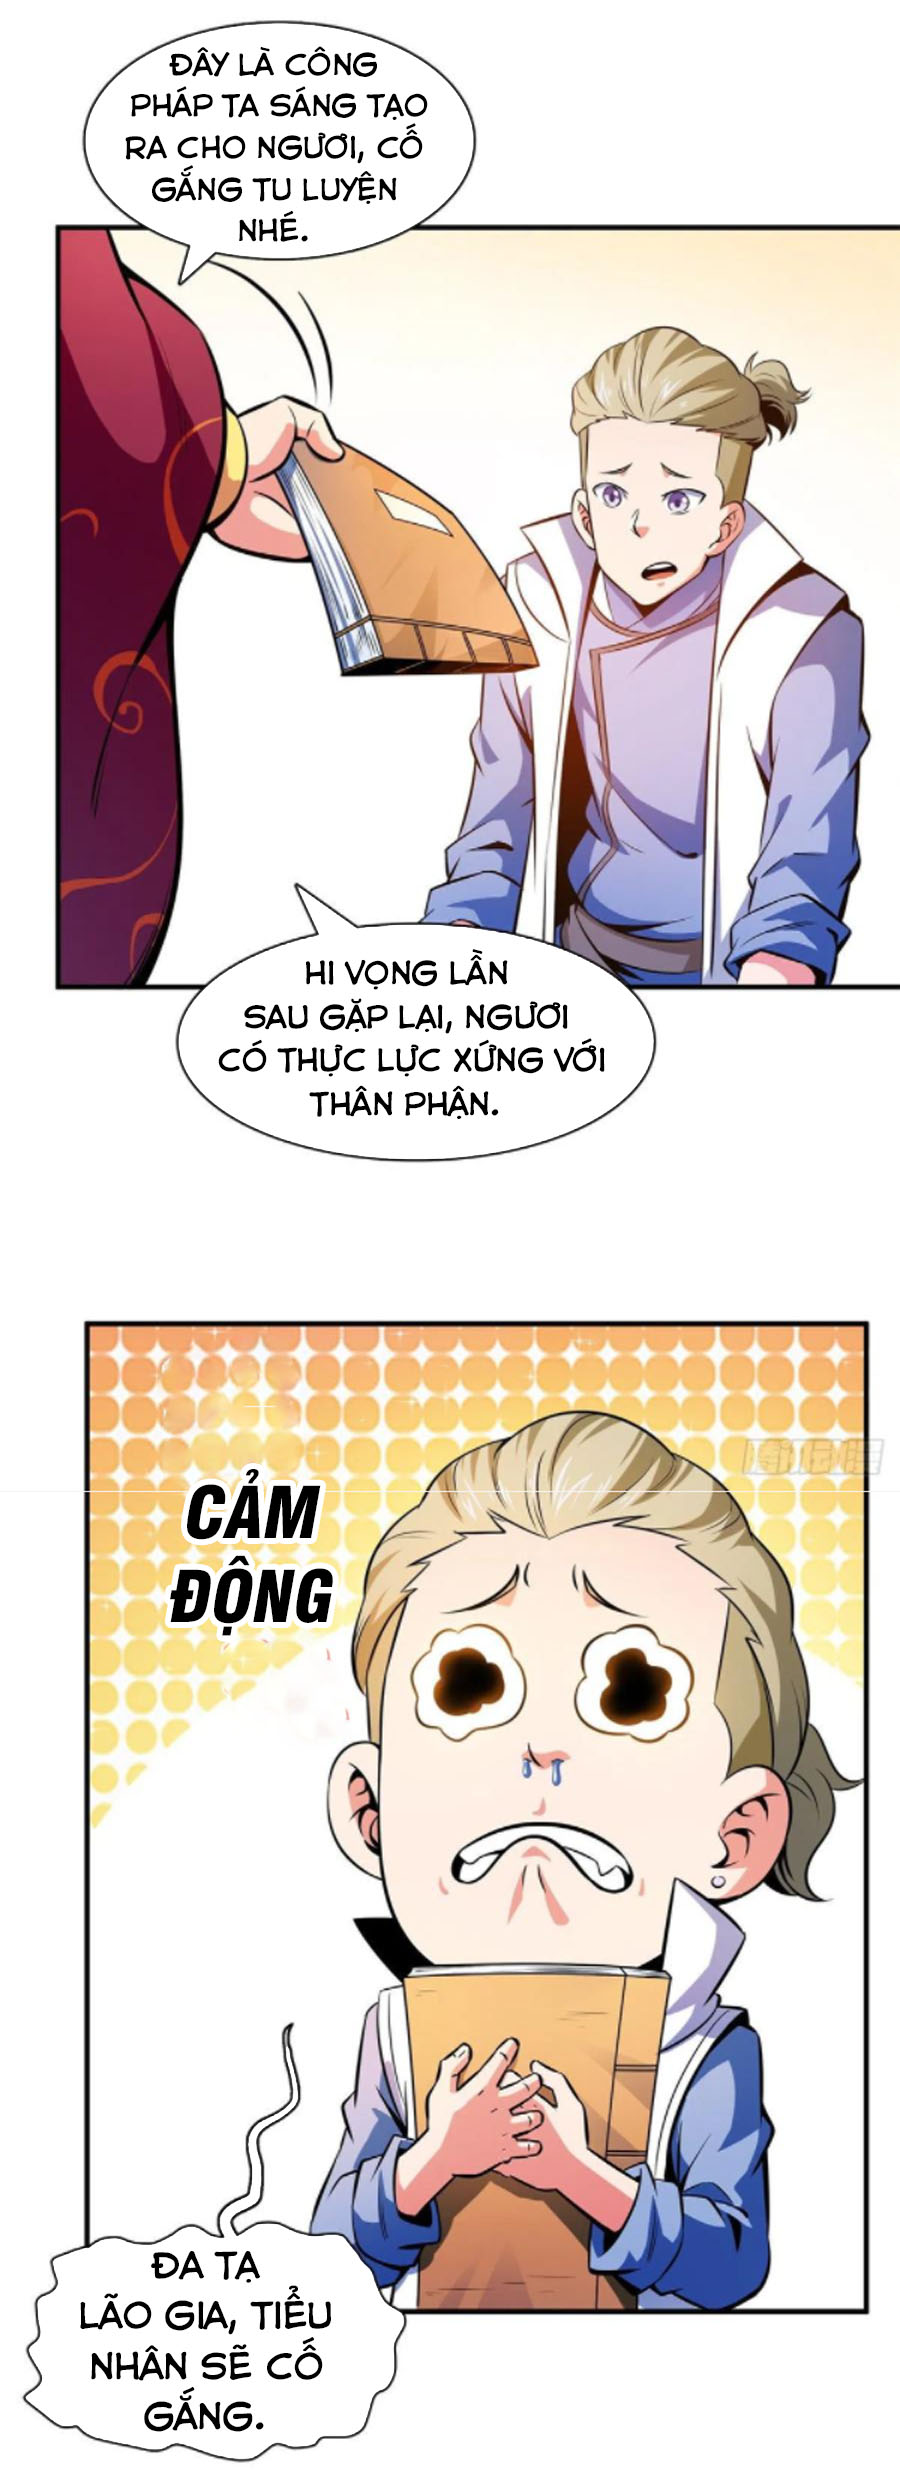 ĐÂY LÀ CÔNG
PHÁP TA SÁNG TẠO
RA CHO NGƯƠI, CỐ
GẮNG TU LUYỆN
NHÉ.
HI VỌNG LẦN
SAU GẶP LẠI, NGƯƠI
CÓ THỰC LỰC XỨNG VỚI
THÂN PHẬN.
CẢM
ĐỘNG
ĐA TẠ
LÃO GIA, TIỂU
NHÂN SẼ CỐ
GẮNG.